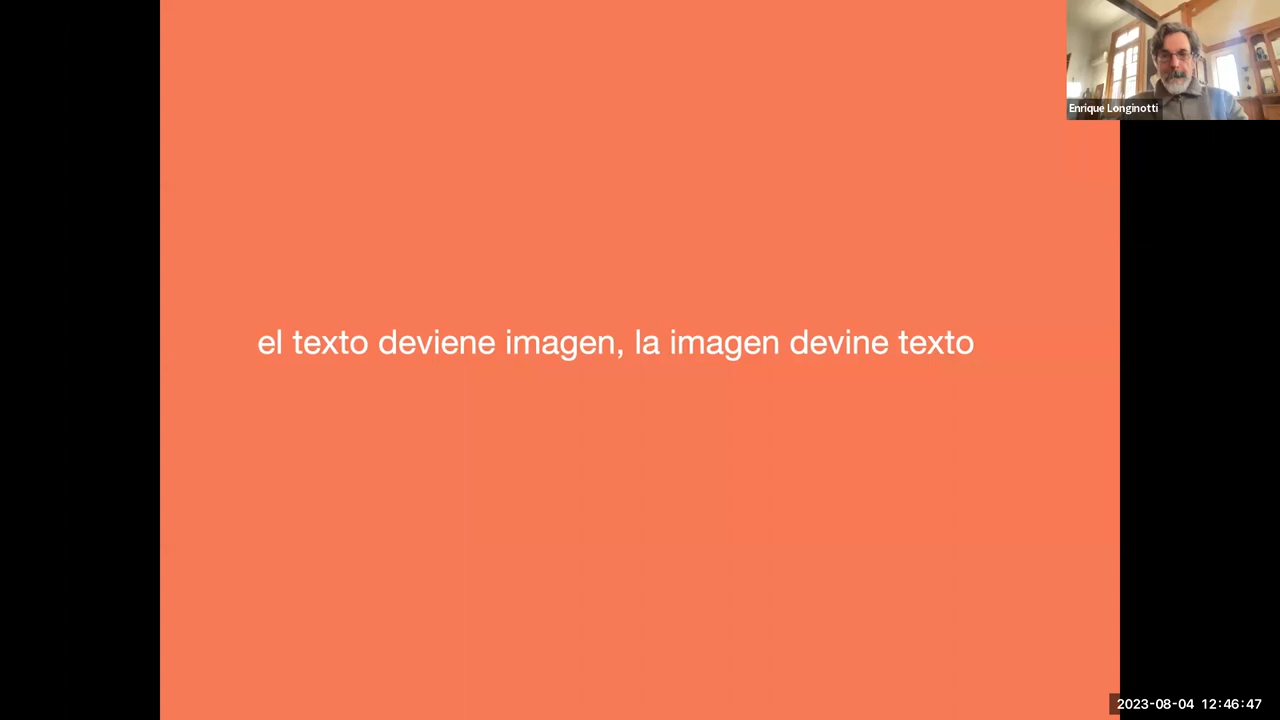 Enrique Longinotti
el texto deviene imagen, la imagen devine texto
2023-08-04 12:46:47